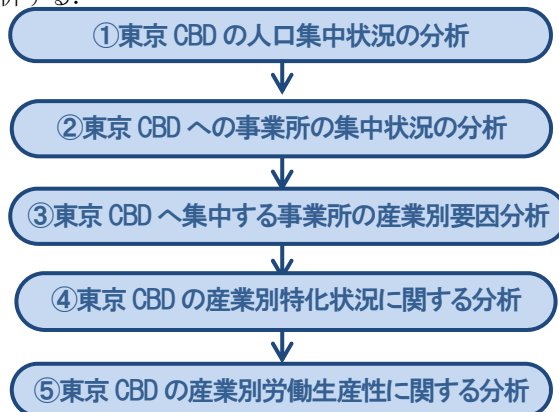 析する.
①東京 CBD の人口集中状況の分析
②東京 CBD への事業所の集中状況の分析
③東京 CBD へ集中する事業所の産業別要因分析
④東京 CBD の産業別特化状況に関する分析
⑤東京 CBD の産業別労働生産性に関する分析